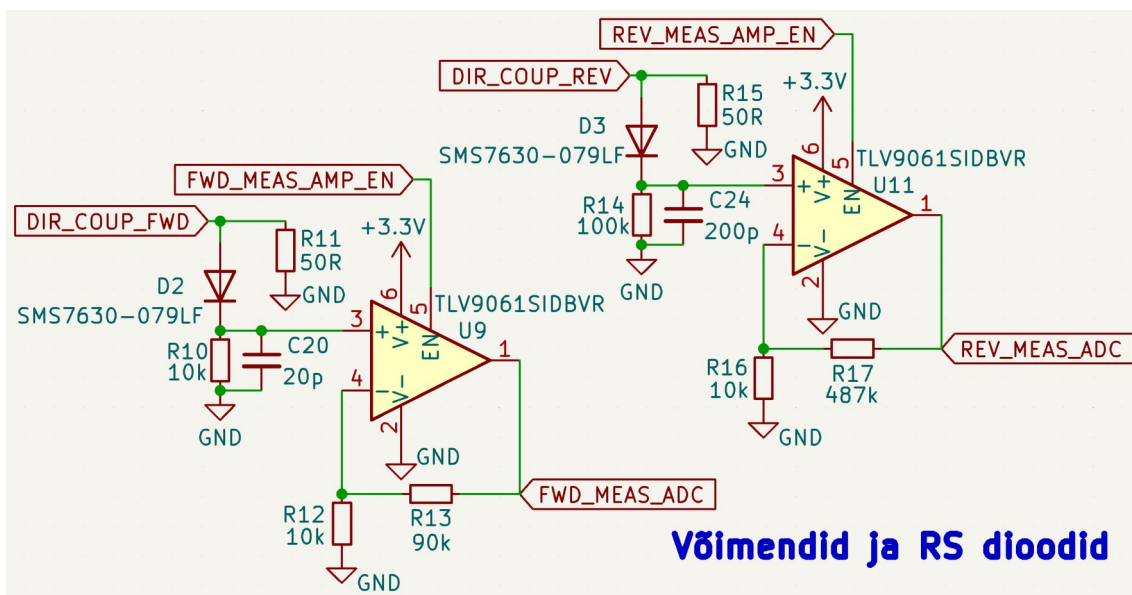 REV_MEAS_AMP_EN
DIR_COUP_REV
+3.3V
R15
50R
D3
GND
SMS7630-079LF
6
5
TLV9061SIDBVR
U11
3
+
V+
EN
1
R14
100k
C24
200p
4
V-
2
GND
GND
REV_MEAS_ADC
R16
10k
R17
487k
GND
FWD_MEAS_AMP_EN
DIR_COUP_FWD
+3.3V
R11
50R
D2
GND
SMS7630-079LF
6
5
TLV9061SIDBVR
U9
3
+
V+
EN
1
R10
10k
C20
20p
4
V-
2
GND
GND
FWD_MEAS_ADC
R12
10k
R13
90k
GND
Võimendid ja RS dioodid